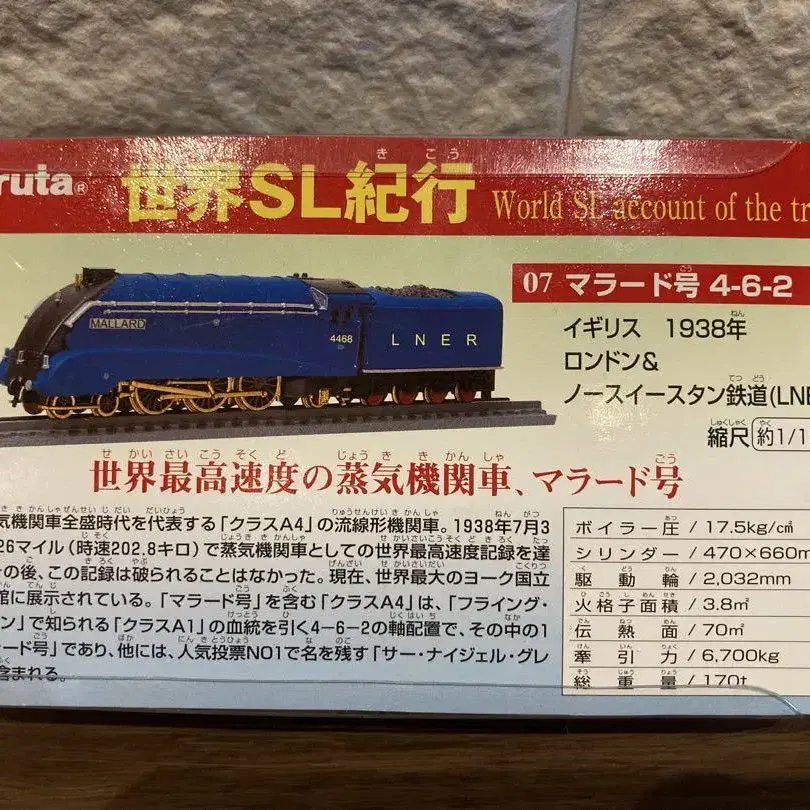 ruta®
世界SL紀行 World SL account of the tr
07 マラード号 4-6-2
イギリス 1938年
ロンドン&
ノースイースタン鉄道(LNE
縮尺 約1/1
MALLARD
4468
L N E R
世界最高速度の蒸気機関車、マラード号
気機関車全盛時代を代表する「クラスA4」の流線形機関車。1938年7月3
26マイル(時速202.8キロ)で蒸気機関車としての世界最高速度記録を達
の後、この記録は破られることはなかった。現在、世界最大のヨーク国立
館に展示されている。「マラード号」を含む「クラスA4」は、「フライング・
ン」で知られる「クラスA1」の血統を引く4-6-2の軸配置で、その中の1
ード号」であり、他には、人気投票NO1で名を残す「サー・ナイジェル・グレ
含まれる。
ボイラー圧 / 17.5kg/c㎡
シリンダー / 470×660m
駆動輪 / 2,032mm
火格子面積 / 3.8㎡
伝熱面 / 70㎡
牽引力 / 6,700kg
総重量 / 170t